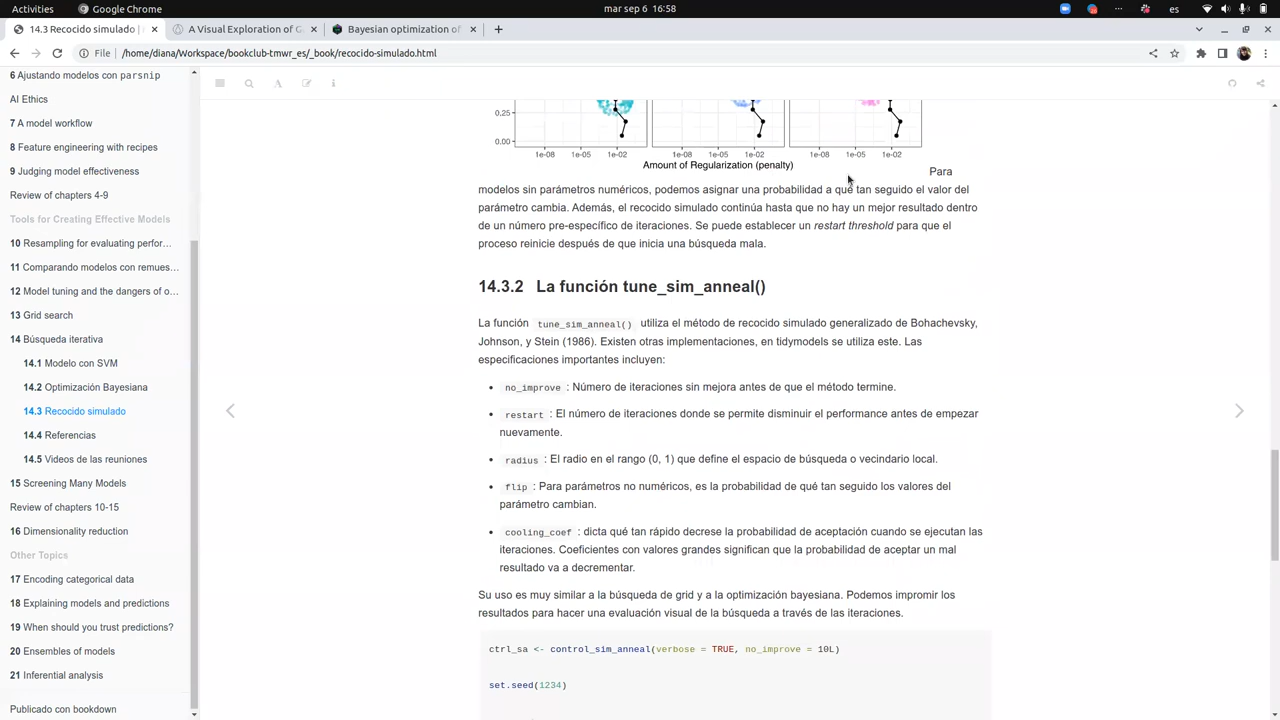 Activities
Google Chrome
mar sep 6 16:58
es
14.3 Recocido simulado |
A Visual Exploration of G
Bayesian optimization of
File
/home/diana/Workspace/bookclub-tmwr_es/_book/recocido-simulado.html
6 Ajustando modelos con parsnip
AI Ethics
7 A model workflow
8 Feature engineering with recipes
9 Judging model effectiveness
Review of chapters 4-9
Tools for Creating Effective Models
10 Resampling for evaluating perfor…
11 Comparando modelos con remues…
12 Model tuning and the dangers of o…
13 Grid search
14 Búsqueda iterativa
14.1 Modelo con SVM
14.2 Optimización Bayesiana
14.3 Recocido simulado
14.4 Referencias
14.5 Videos de las reuniones
15 Screening Many Models
Review of chapters 10-15
16 Dimensionality reduction
Other Topics
17 Encoding categorical data
18 Explaining models and predictions
19 When should you trust predictions?
20 Ensembles of models
21 Inferential analysis
Publicado con bookdown
0.25
0.00
1e-08 1e-05 1e-02 1e-08 1e-05 1e-02 1e-08 1e-05 1e-02
Amount of Regularization (penalty)
Para
modelos sin parámetros numéricos, podemos asignar una probabilidad a qué tan seguido el valor del
parámetro cambia. Además, el recocido simulado continúa hasta que no hay un mejor resultado dentro
de un número pre-específico de iteraciones. Se puede establecer un restart threshold para que el
proceso reinicie después de que inicia una búsqueda mala.
14.3.2 La función tune_sim_anneal()
La función tune_sim_anneal() utiliza el método de recocido simulado generalizado de Bohachevsky,
Johnson, y Stein (1986). Existen otras implementaciones, en tidymodels se utiliza este. Las
especificaciones importantes incluyen:
• no_improve : Número de iteraciones sin mejora antes de que el método termine.
• restart : El número de iteraciones donde se permite disminuir el performance antes de empezar
nuevamente.
• radius : El radio en el rango (0, 1) que define el espacio de búsqueda o vecindario local.
• flip : Para parámetros no numéricos, es la probabilidad de qué tan seguido los valores del
parámetro cambian.
• cooling_coef : dicta qué tan rápido decrese la probabilidad de aceptación cuando se ejecutan las
iteraciones. Coeficientes con valores grandes significan que la probabilidad de aceptar un mal
resultado va a decrementar.
Su uso es muy similar a la búsqueda de grid y a la optimización bayesiana. Podemos impromir los
resultados para hacer una evaluación visual de la búsqueda a través de las iteraciones.
ctrl_sa <- control_sim_anneal(verbose = TRUE, no_improve = 10L)
set.seed(1234)